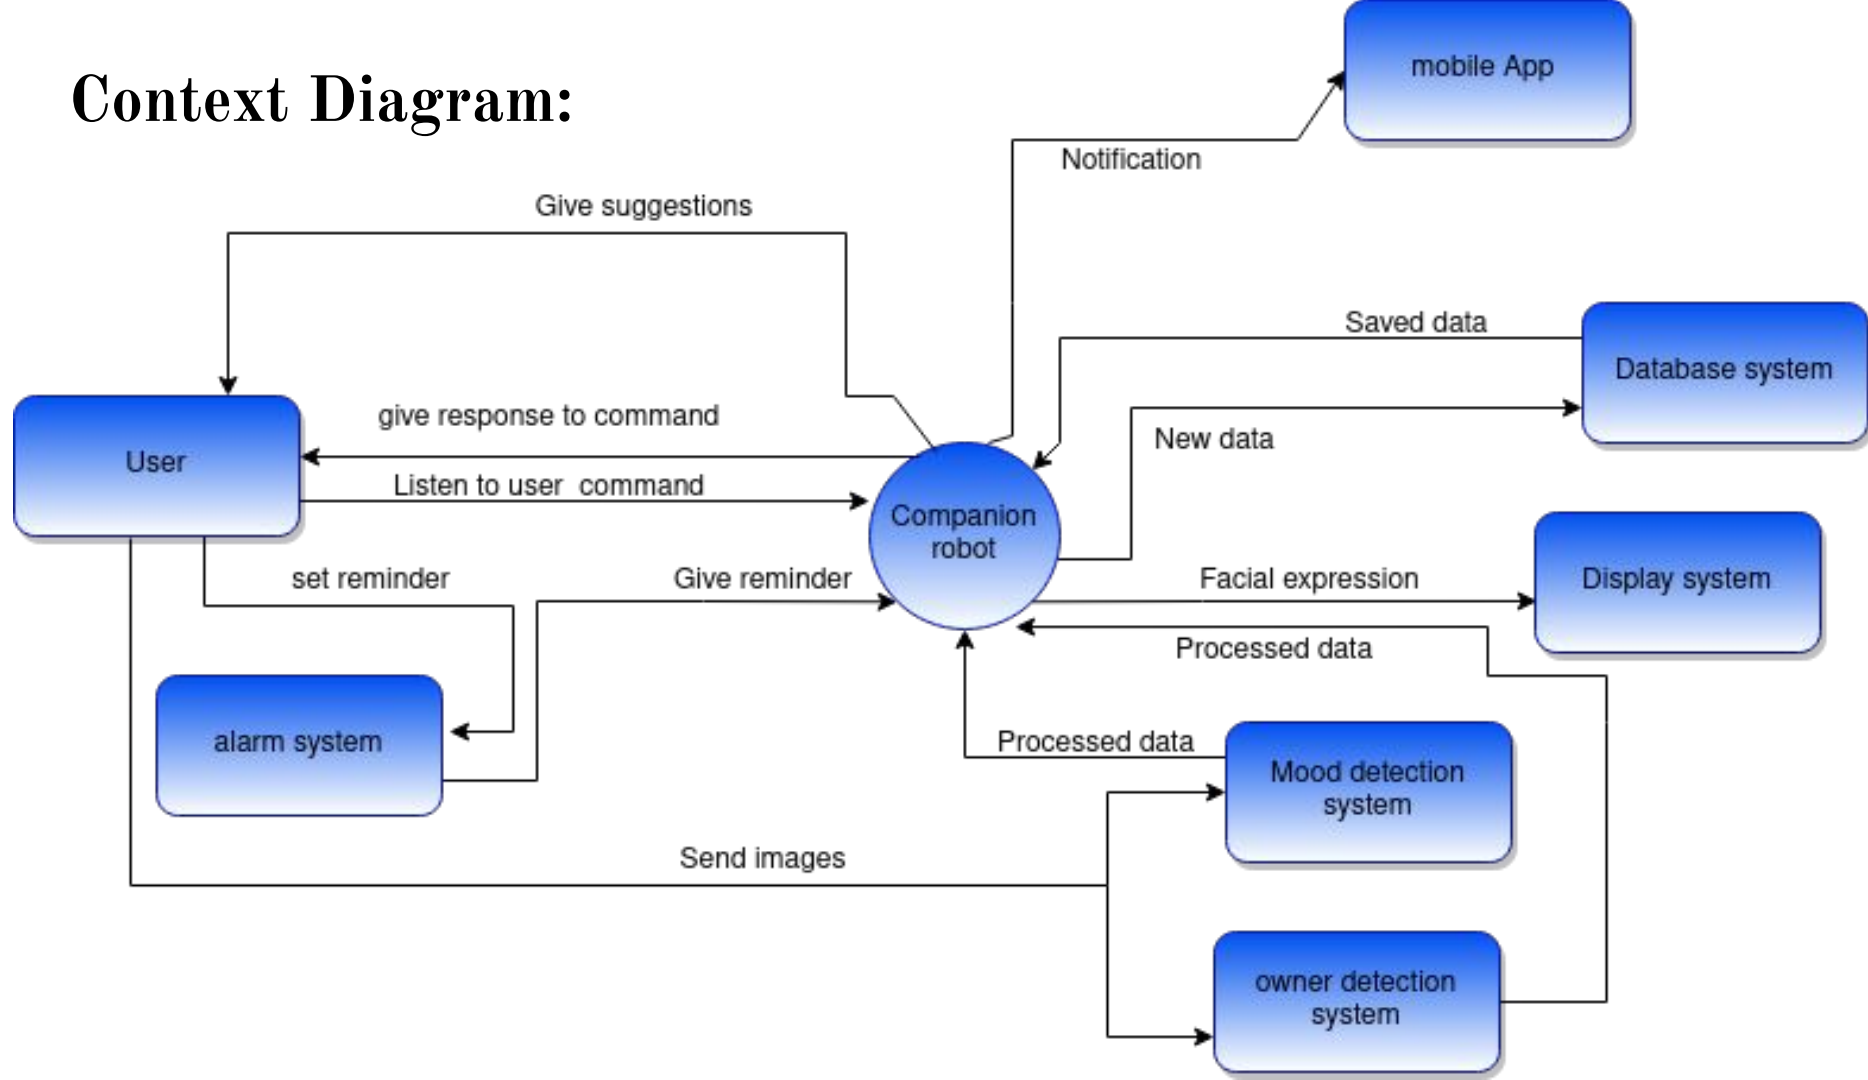 Context Diagram:
mobile App
Notification
Give suggestions
Saved data
Database system
give response to command
New data
User
Listen to user  command
Companion
robot
set reminder
Give reminder
Facial expression
Display system
Processed data
alarm system
Processed data
Mood detection
system
Send images
owner detection
system